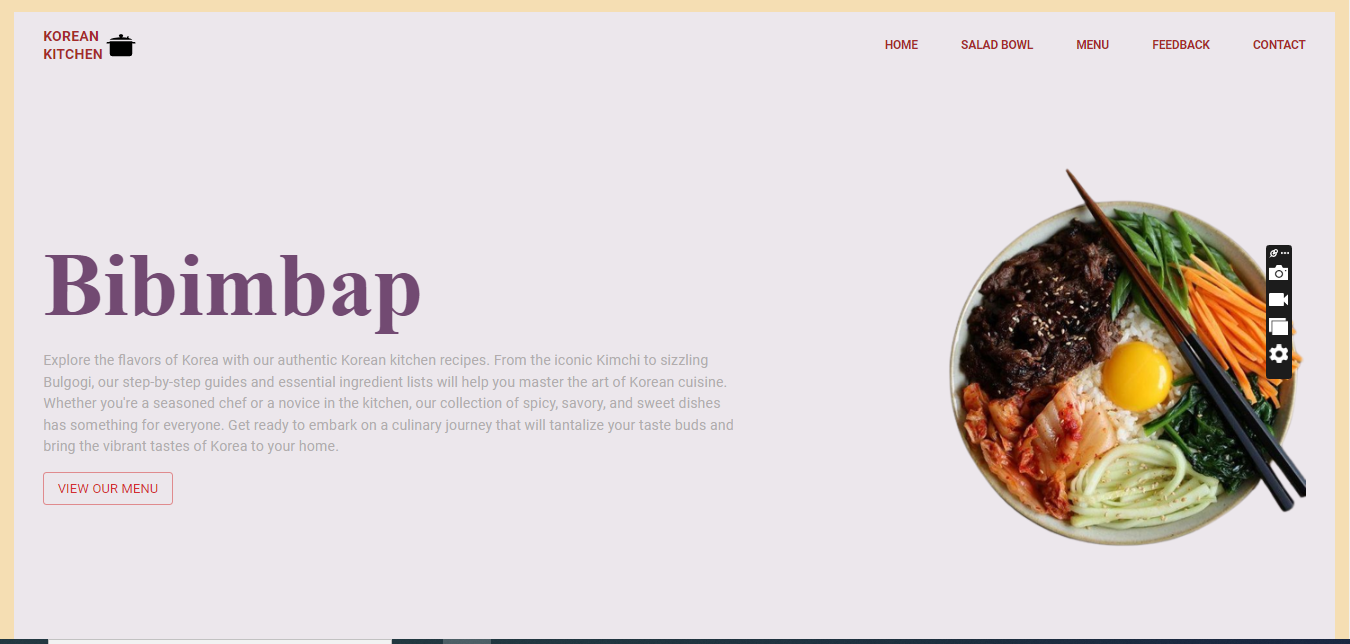 KOREAN
KITCHEN
HOME SALAD BOWL MENU FEEDBACK CONTACT
Bibimbap
Explore the flavors of Korea with our authentic Korean kitchen recipes. From the iconic Kimchi to sizzling
Bulgogi, our step-by-step guides and essential ingredient lists will help you master the art of Korean cuisine.
Whether you're a seasoned chef or a novice in the kitchen, our collection of spicy, savory, and sweet dishes
has something for everyone. Get ready to embark on a culinary journey that will tantalize your taste buds and
bring the vibrant tastes of Korea to your home.
VIEW OUR MENU